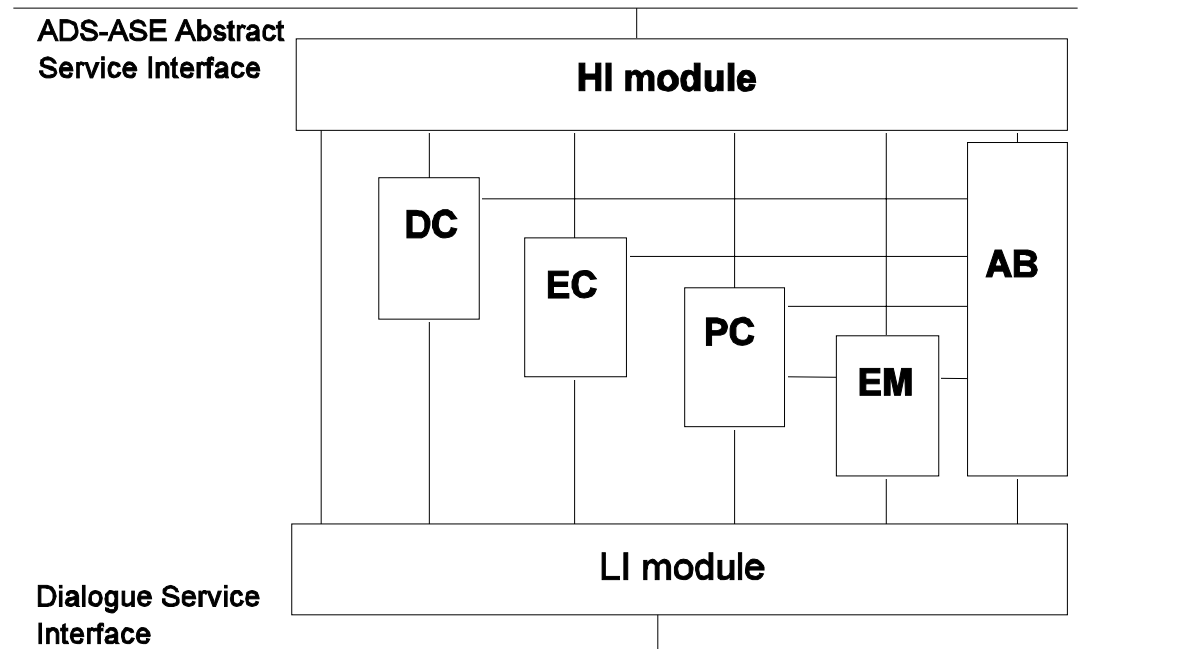 ADS-ASE Abstract
Service Interface
HI module
DC
EC
AB
PC
EM
LI module
Dialogue Service
Interface